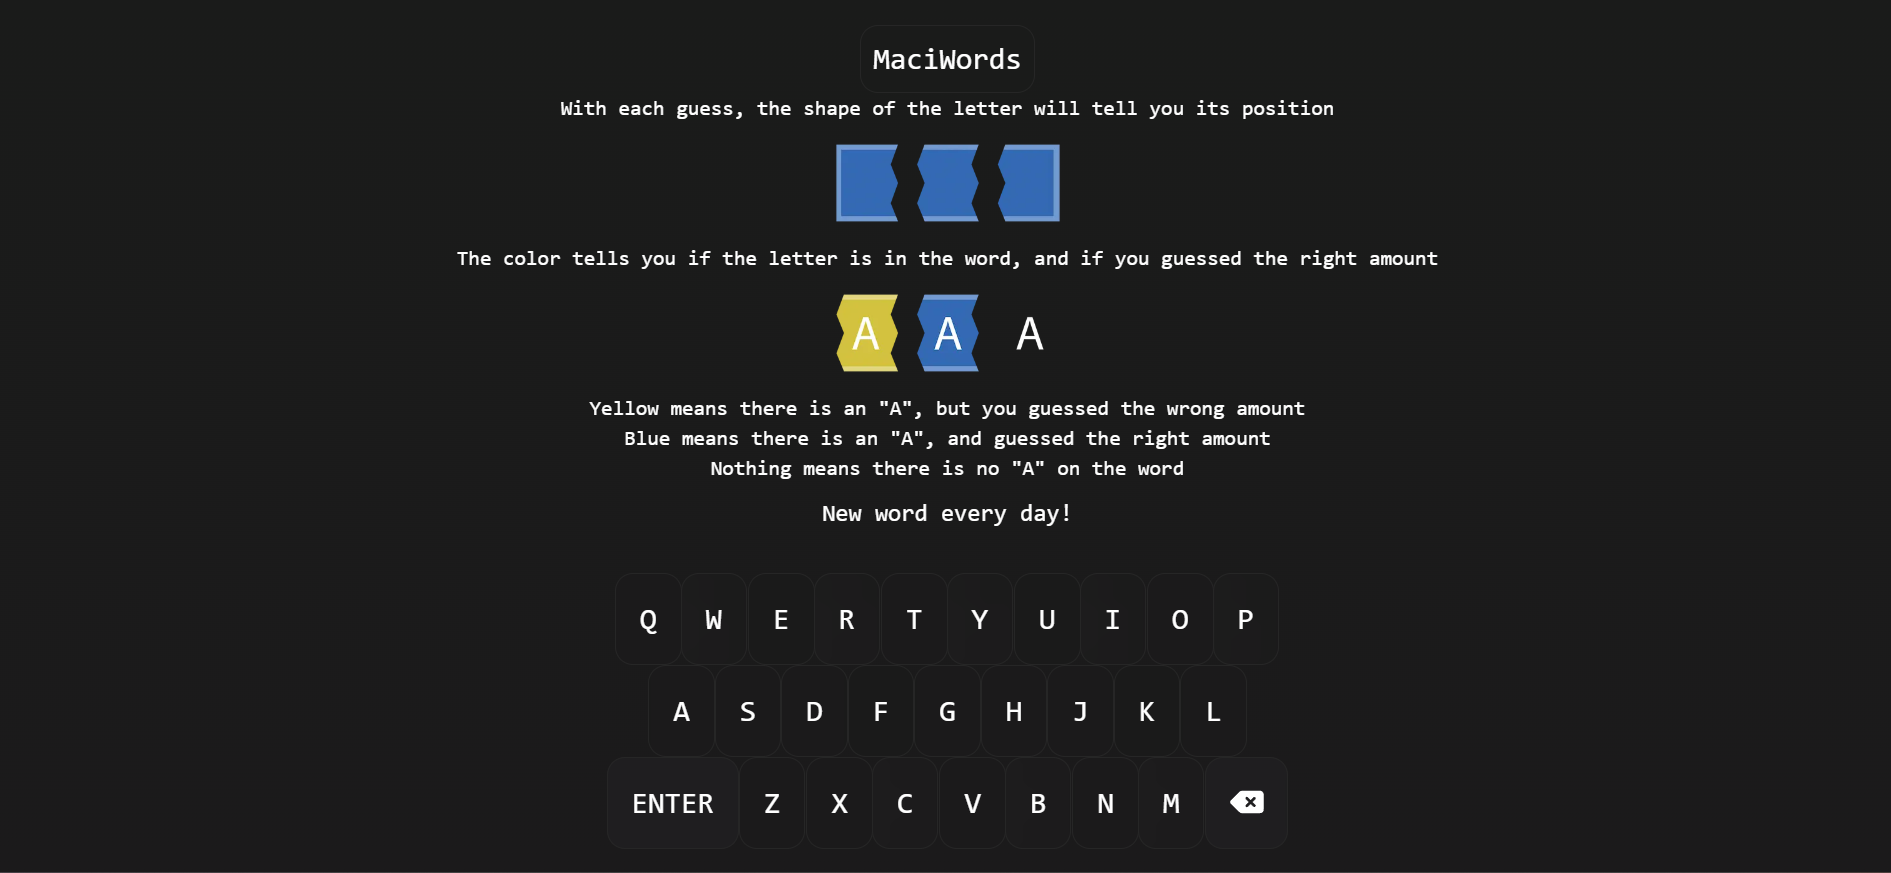 MaciWords
With each guess, the shape of the letter will tell you its position
The color tells you if the letter is in the word, and if you guessed the right amount
A A A
Yellow means there is an "A", but you guessed the wrong amount
Blue means there is an "A", and guessed the right amount
Nothing means there is no "A" on the word
New word every day!
Q W E R T Y U I O P
A S D F G H J K L
ENTER Z X C V B N M